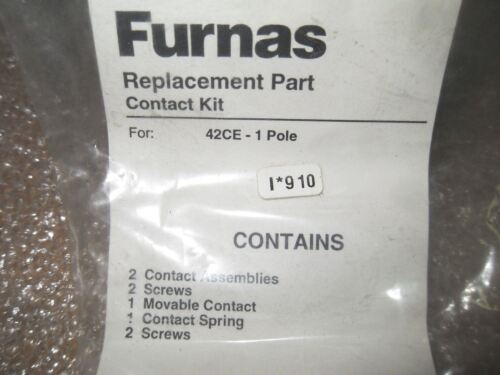 Furnas
Replacement Part
Contact Kit
For: 42CE - 1 Pole
I*910
CONTAINS
2 Contact Assemblies
2 Screws
1 Movable Contact
1 Contact Spring
2 Screws